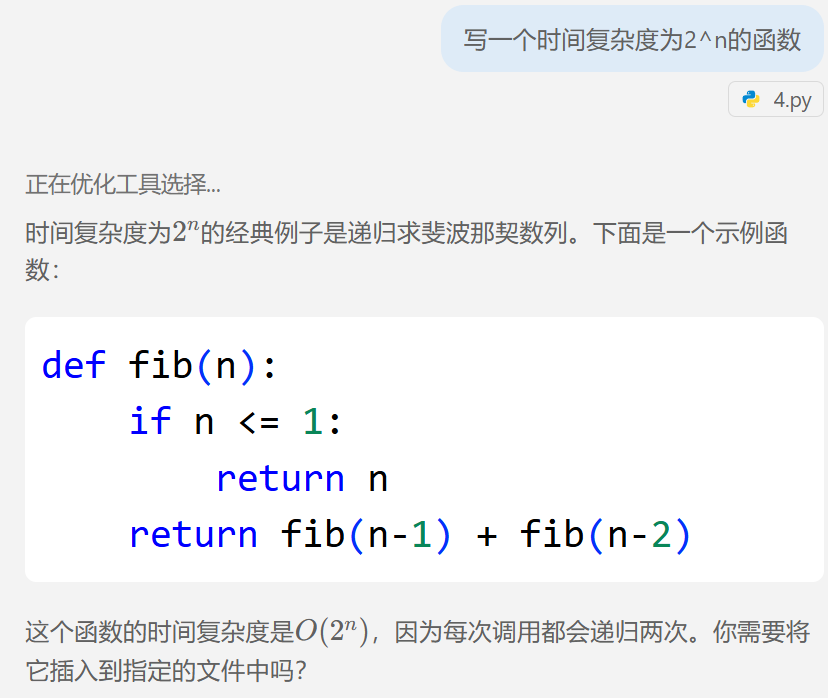 写一个时间复杂度为2^n的函数
4.py
正在优化工具选择...
时间复杂度为2ⁿ的经典例子是递归求斐波那契数列。下面是一个示例函
数：
def fib(n):
    if n <= 1:
        return n
    return fib(n-1) + fib(n-2)
这个函数的时间复杂度是O(2ⁿ)，因为每次调用都会递归两次。你需要将
它插入到指定的文件中吗？